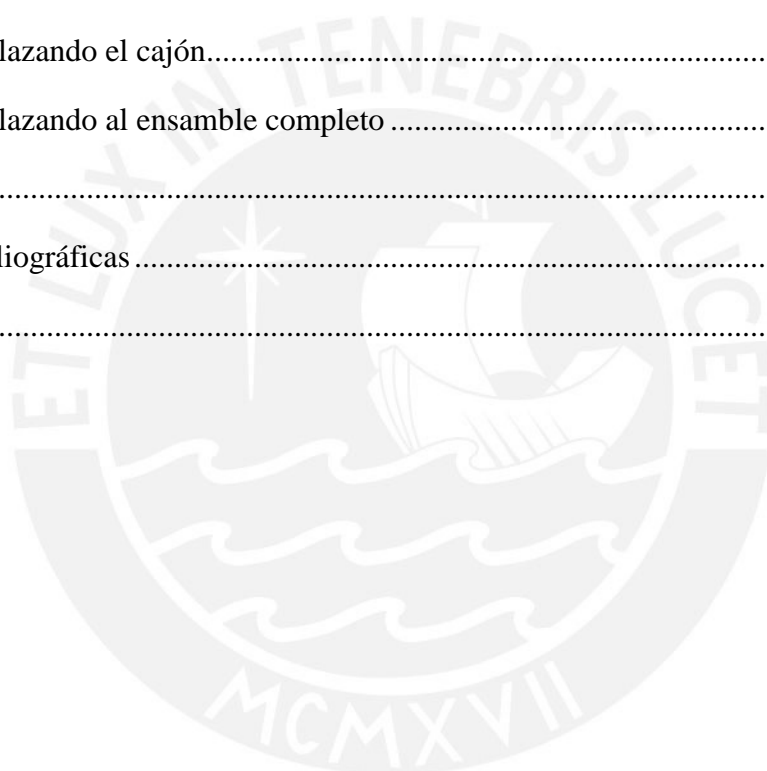 lazando el cajón..........................................................................
lazando al ensamble completo..................................................
..........................................................................................................
liográficas.....................................................................................
..........................................................................................................
ET LUX IN TENEBRIS LUCET
MCMXVII